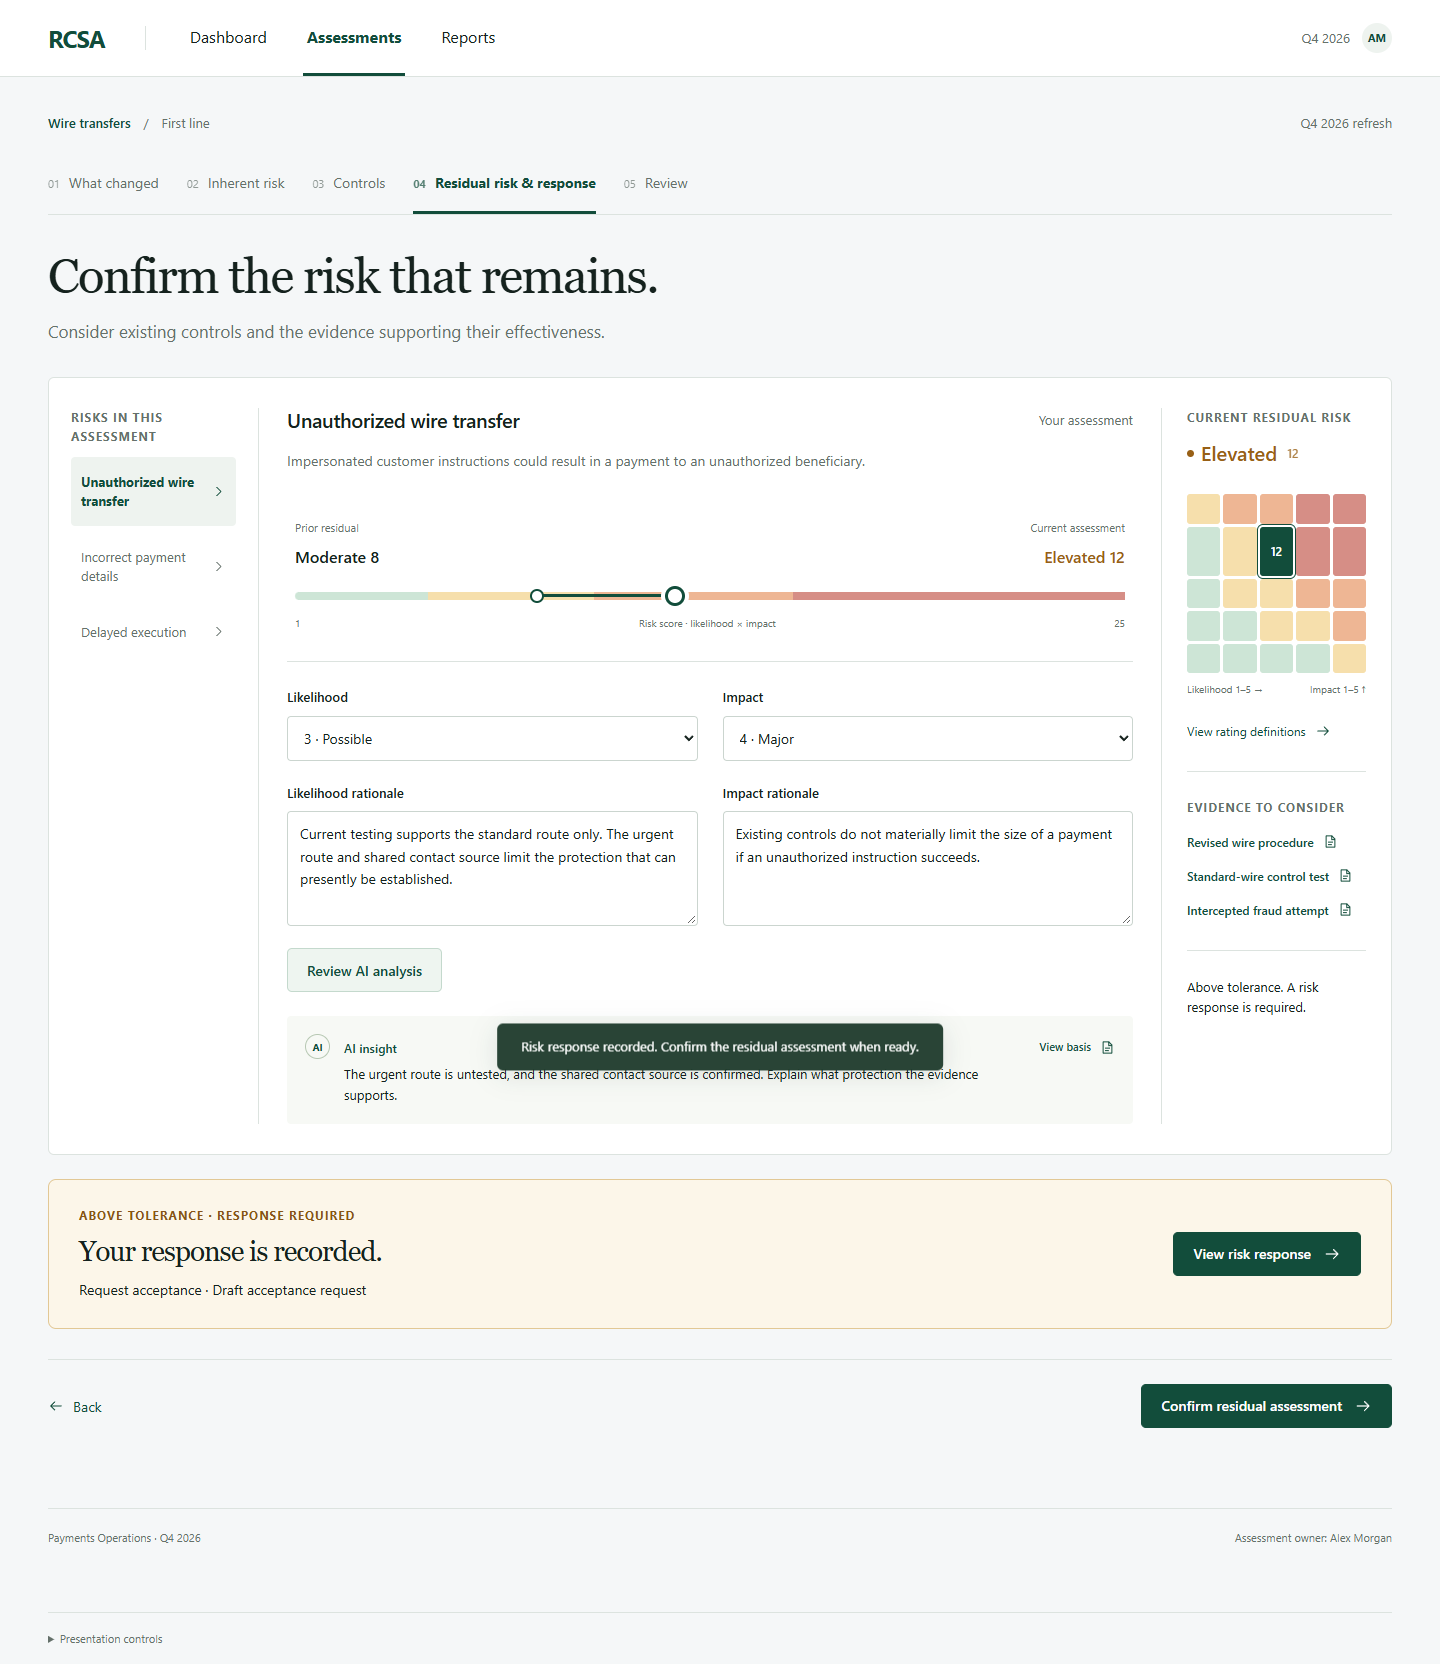 RCSA
Dashboard
Assessments
Reports
Q4 2026
AM
Wire transfers / First line
Q4 2026 refresh
01 What changed
02 Inherent risk
03 Controls
04 Residual risk & response
05 Review
Confirm the risk that remains.
Consider existing controls and the evidence supporting their effectiveness.
RISKS IN THIS
ASSESSMENT
Unauthorized wire
transfer
Incorrect payment
details
Delayed execution
Unauthorized wire transfer
Your assessment
Impersonated customer instructions could result in a payment to an unauthorized beneficiary.
Prior residual
Current assessment
Moderate 8
Elevated 12
1
Risk score · likelihood × impact
25
Likelihood
Impact
3 · Possible
4 · Major
Likelihood rationale
Impact rationale
Current testing supports the standard route only. The urgent
route and shared contact source limit the protection that can
presently be established.
Existing controls do not materially limit the size of a payment
if an unauthorized instruction succeeds.
Review AI analysis
AI
AI insight
View basis
Risk response recorded. Confirm the residual assessment when ready.
The urgent route is untested, and the shared contact source is confirmed. Explain what protection the evidence
supports.
CURRENT RESIDUAL RISK
Elevated 12
12
Likelihood 1–5 →
Impact 1–5 ↑
View rating definitions →
EVIDENCE TO CONSIDER
Revised wire procedure
Standard-wire control test
Intercepted fraud attempt
Above tolerance. A risk
response is required.
ABOVE TOLERANCE · RESPONSE REQUIRED
Your response is recorded.
Request acceptance · Draft acceptance request
View risk response →
← Back
Confirm residual assessment →
Payments Operations · Q4 2026
Assessment owner: Alex Morgan
Presentation controls